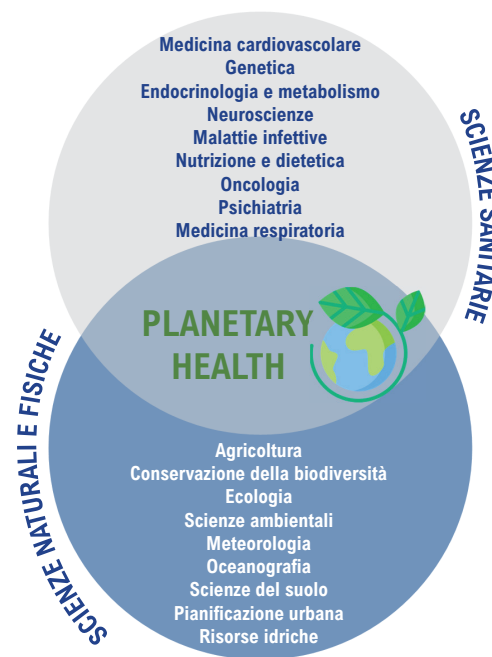 Medicina cardiovascolare
Genetica
Endocrinologia e metabolismo
Neuroscienze
Malattie infettive
Nutrizione e dietetica
Oncologia
Psichiatria
Medicina respiratoria
SCIENZE SANITARIE
PLANETARY
HEALTH
SCIENZE NATURALI E FISICHE
Agricoltura
Conservazione della biodiversità
Ecologia
Scienze ambientali
Meteorologia
Oceanografia
Scienze del suolo
Pianificazione urbana
Risorse idriche